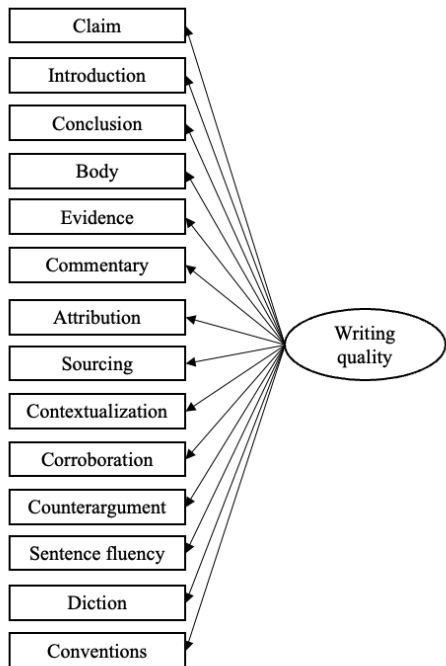 Claim
Introduction
Conclusion
Body
Evidence
Commentary
Attribution
Sourcing
Contextualization
Corroboration
Counterargument
Sentence fluency
Diction
Conventions
Writing
quality